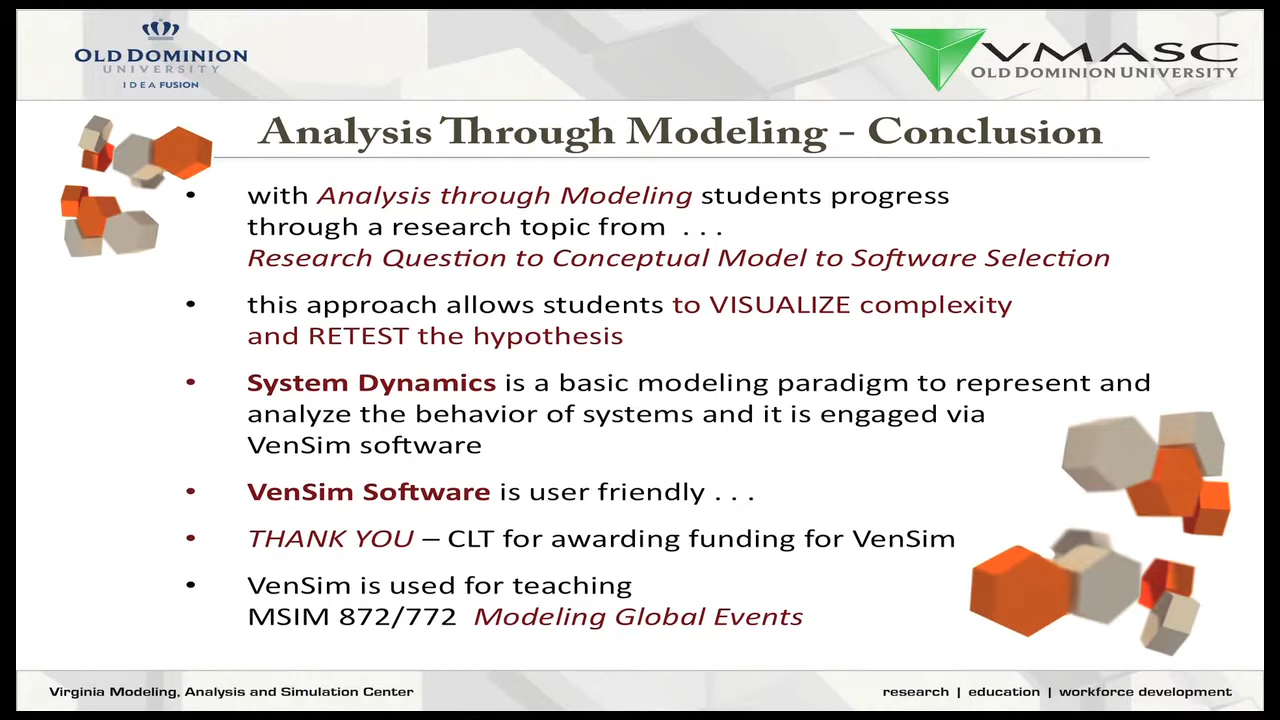 OLD DOMINION
UNIVERSITY
IDEA FUSION
VMASC
OLD DOMINION UNIVERSITY
Analysis Through Modeling - Conclusion
• with Analysis through Modeling students progress
through a research topic from . . .
Research Question to Conceptual Model to Software Selection
• this approach allows students to VISUALIZE complexity
and RETEST the hypothesis
• System Dynamics is a basic modeling paradigm to represent and
analyze the behavior of systems and it is engaged via
VenSim software
• VenSim Software is user friendly . . .
• THANK YOU – CLT for awarding funding for VenSim
• VenSim is used for teaching
MSIM 872/772 Modeling Global Events
Virginia Modeling, Analysis and Simulation Center
research | education | workforce development